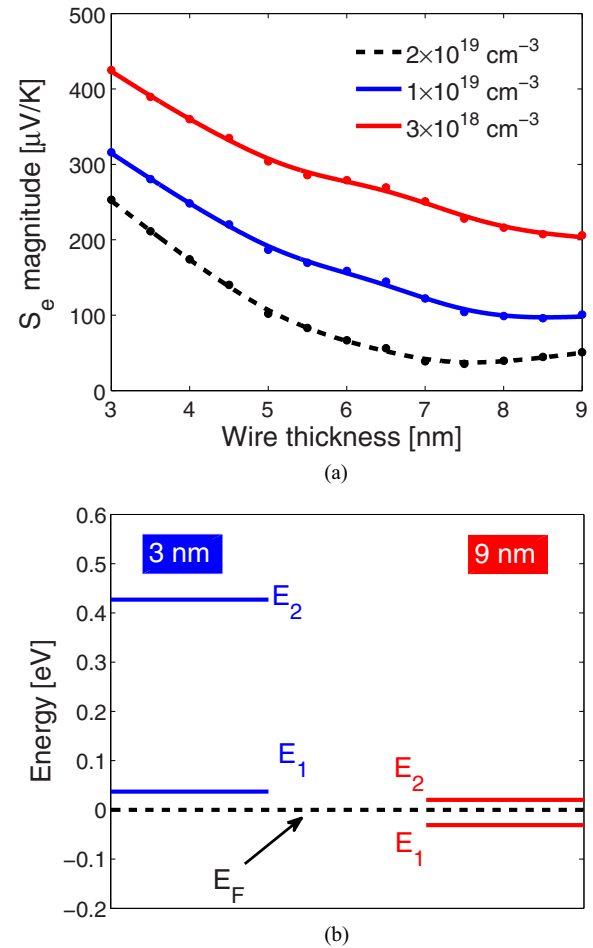 500
400
300
200
100
0
S_e magnitude [μV/K]
2×10^19 cm^−3
1×10^19 cm^−3
3×10^18 cm^−3
3 4 5 6 7 8 9
Wire thickness [nm]
(a)
0.6
0.5
0.4
0.3
0.2
0.1
0
−0.1
−0.2
Energy [eV]
3 nm
9 nm
E_2
E_1
E_2
E_1
E_F
(b)